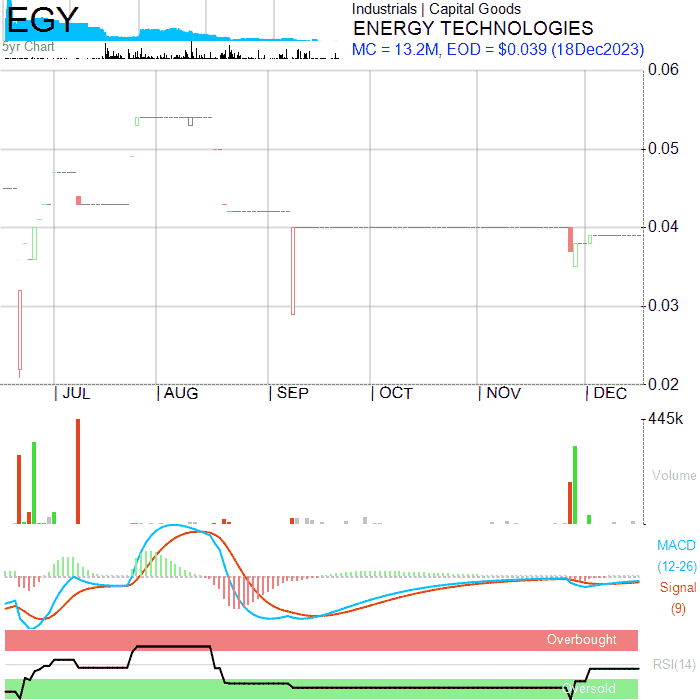 EGY
5yr Chart
Industrials | Capital Goods
ENERGY TECHNOLOGIES
MC = 13.2M, EOD = $0.039 (18Dec2023)
0.06
0.05
0.04
0.03
0.02
JUL AUG SEP OCT NOV DEC
445k
Volume
MACD
(12-26)
Signal
(9)
Overbought
RSI(14)
Oversold